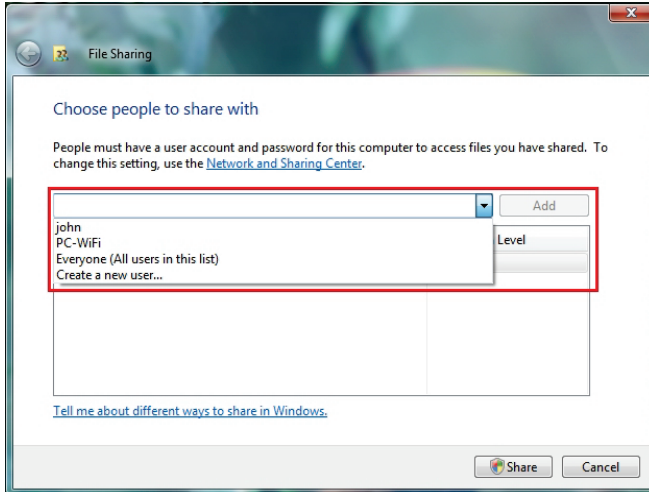 File Sharing
Choose people to share with
People must have a user account and password for this computer to access files you have shared. To
change this setting, use the Network and Sharing Center.
Add
john
PC-WiFi
Everyone (All users in this list)
Create a new user...
Level
Tell me about different ways to share in Windows.
Share
Cancel